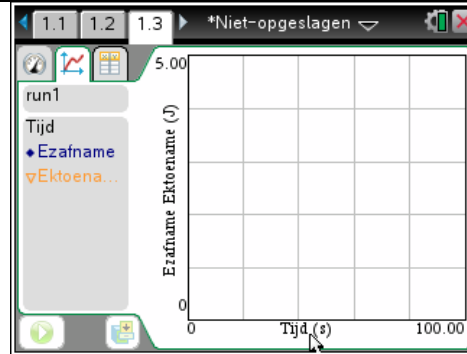 1.1 1.2 1.3 *Niet-opgeslagen
run1
Tijd
Ezafname
Ektoena...
5.00
Ezafname Ektoename (J)
0
0 Tijd (s) 100.00